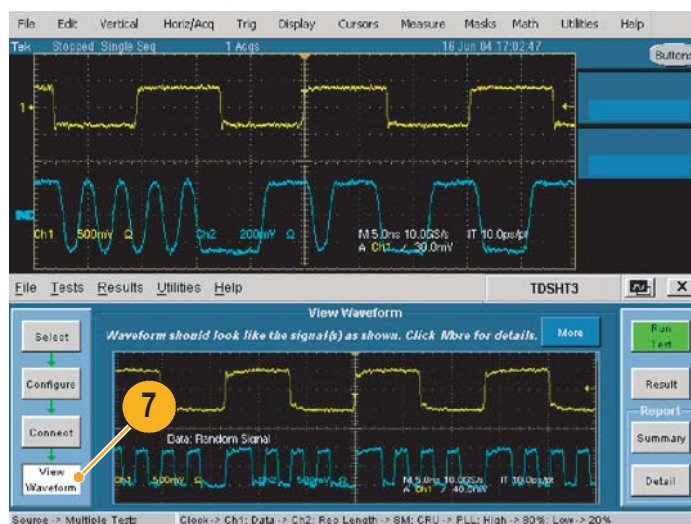 File Edit Vertical Horiz/Acq Trig Display Cursors Measure Masks Math Utilities Help
Tek Stopped Single Seq 1 Acqs 16 Jun 04 17:02:47
Buttons
1
Ch1 500mV Ω Ch2 200mV Ω M 5.0ns 10.0GS/s IT 10.0ps/pt
A Ch1 30.0mV
File Tests Results Utilities Help TDSHT3 X
View Waveform
Waveform should look like the signal(s) as shown. Click More for details. More
Select
Configure
Connect
View
Waveform
7
Data: Random Signal
Ch1 500mV Ω Ch2 500mV Ω M 5.0ns 10.0GS/s IT 10.0ps/pt
A Ch1 40.0mV
Run
Test
Result
Report
Summary
Detail
Source -> Multiple Tests Clock -> Ch1: Data -> Ch2: Rec Length -> 8M: CRU -> PLL: High -> 80%: Low -> 20%